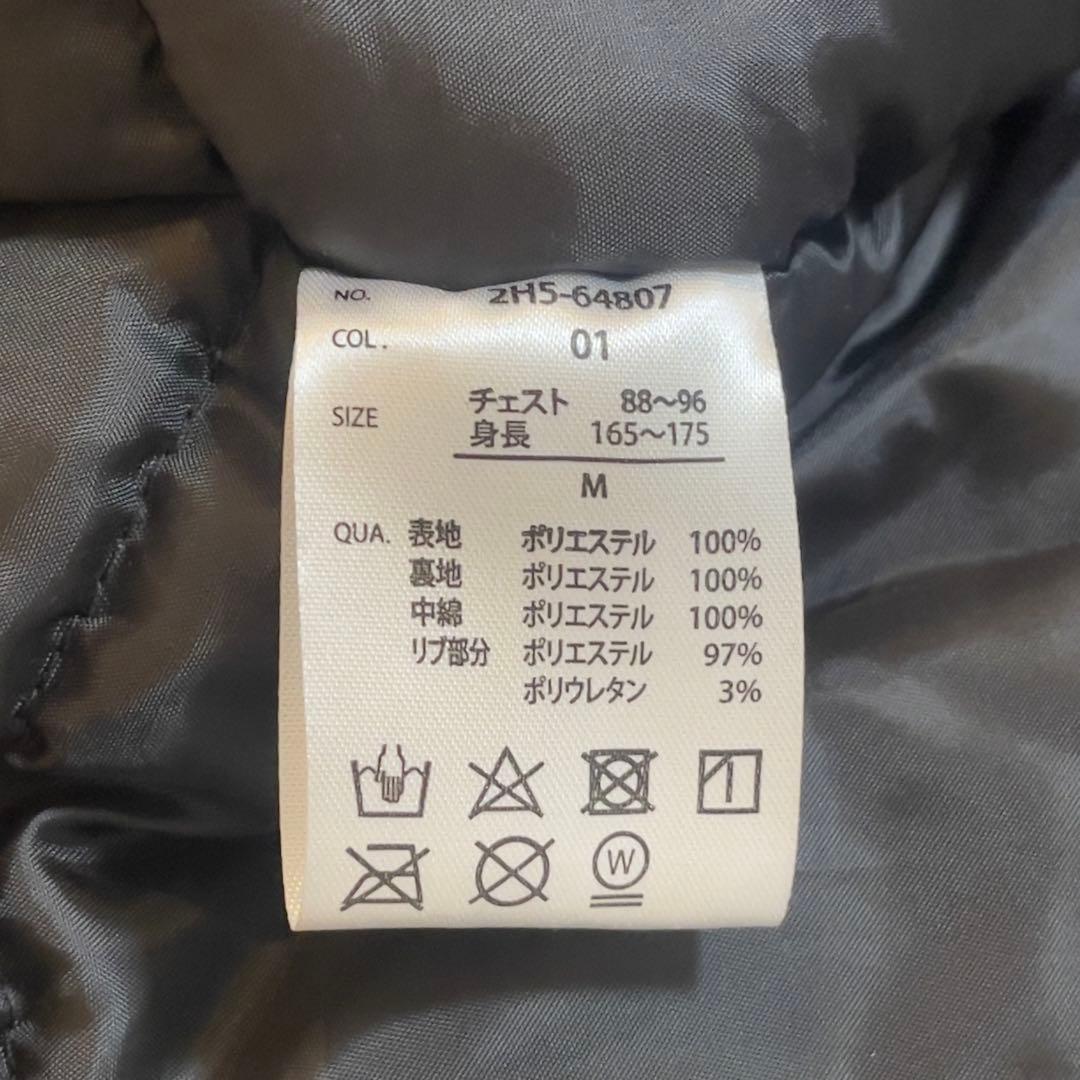 NO. 2H5-64807
COL. 01
SIZE チェスト 88〜96
身長 165〜175
M
QUA. 表地 ポリエステル 100%
裏地 ポリエステル 100%
中綿 ポリエステル 100%
リブ部分 ポリエステル 97%
ポリウレタン 3%
W